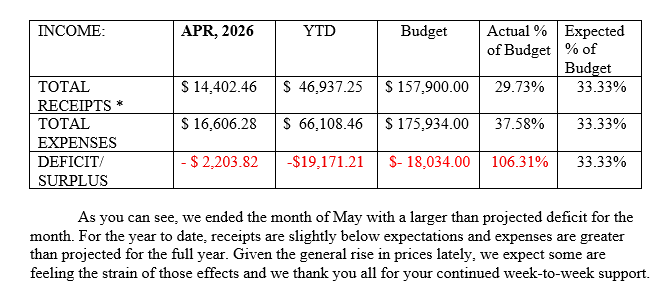 INCOME: APR, 2026 YTD Budget Actual % of Budget Expected % of Budget
TOTAL RECEIPTS * $ 14,402.46 $ 46,937.25 $ 157,900.00 29.73% 33.33%
TOTAL EXPENSES $ 16,606.28 $ 66,108.46 $ 175,934.00 37.58% 33.33%
DEFICIT/ SURPLUS - $ 2,203.82 -$19,171.21 $- 18,034.00 106.31% 33.33%
As you can see, we ended the month of May with a larger than projected deficit for the
month. For the year to date, receipts are slightly below expectations and expenses are greater
than projected for the full year. Given the general rise in prices lately, we expect some are
feeling the strain of those effects and we thank you all for your continued week-to-week support.